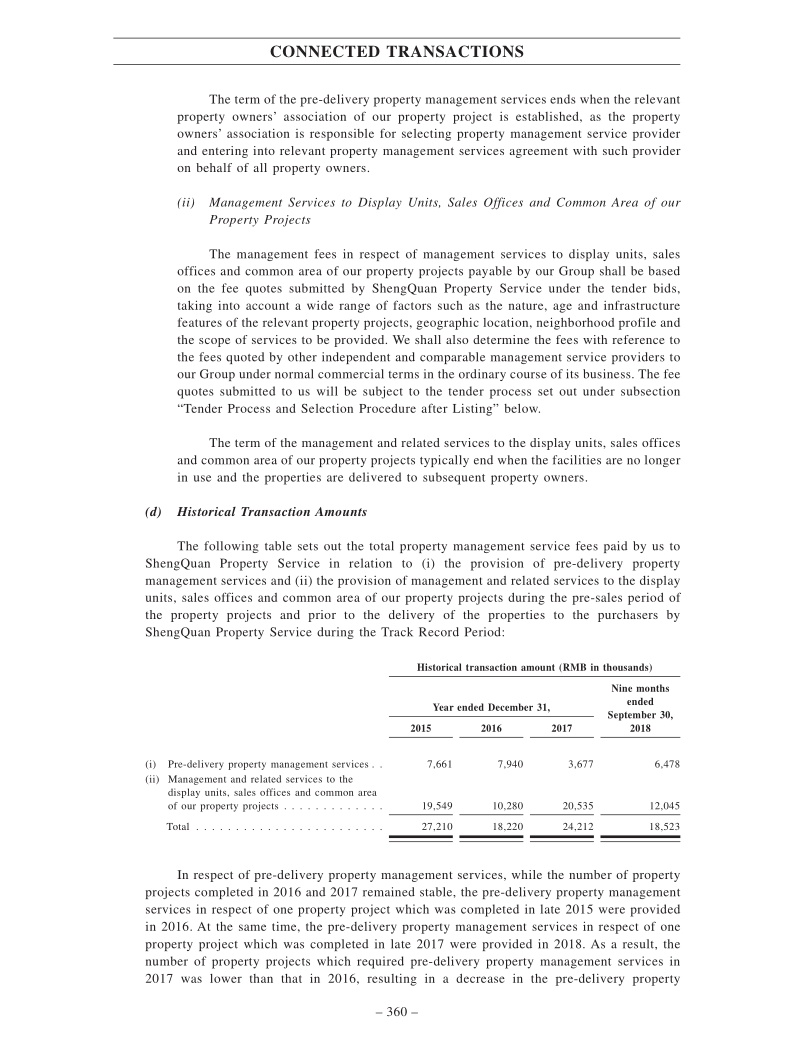 CONNECTED TRANSACTIONS
The term of the pre-delivery property management services ends when the relevant
property owners’ association of our property project is established, as the property
owners’ association is responsible for selecting property management service provider
and entering into relevant property management services agreement with such provider
on behalf of all property owners.
(ii) Management Services to Display Units, Sales Offices and Common Area of our
Property Projects
The management fees in respect of management services to display units, sales
offices and common area of our property projects payable by our Group shall be based
on the fee quotes submitted by ShengQuan Property Service under the tender bids,
taking into account a wide range of factors such as the nature, age and infrastructure
features of the relevant property projects, geographic location, neighborhood profile and
the scope of services to be provided. We shall also determine the fees with reference to
the fees quoted by other independent and comparable management service providers to
our Group under normal commercial terms in the ordinary course of its business. The fee
quotes submitted to us will be subject to the tender process set out under subsection
“Tender Process and Selection Procedure after Listing” below.
The term of the management and related services to the display units, sales offices
and common area of our property projects typically end when the facilities are no longer
in use and the properties are delivered to subsequent property owners.
(d) Historical Transaction Amounts
The following table sets out the total property management service fees paid by us to
ShengQuan Property Service in relation to (i) the provision of pre-delivery property
management services and (ii) the provision of management and related services to the display
units, sales offices and common area of our property projects during the pre-sales period of
the property projects and prior to the delivery of the properties to the purchasers by
ShengQuan Property Service during the Track Record Period:
Historical transaction amount (RMB in thousands)
Year ended December 31,
Nine months
ended
September 30,
2015 2016 2017 2018
(i) Pre-delivery property management services . . 7,661 7,940 3,677 6,478
(ii) Management and related services to the
display units, sales offices and common area
of our property projects . . . . . . . . . . . . . 19,549 10,280 20,535 12,045
Total . . . . . . . . . . . . . . . . . . . . . . . . 27,210 18,220 24,212 18,523
In respect of pre-delivery property management services, while the number of property
projects completed in 2016 and 2017 remained stable, the pre-delivery property management
services in respect of one property project which was completed in late 2015 were provided
in 2016. At the same time, the pre-delivery property management services in respect of one
property project which was completed in late 2017 were provided in 2018. As a result, the
number of property projects which required pre-delivery property management services in
2017 was lower than that in 2016, resulting in a decrease in the pre-delivery property
– 360 –